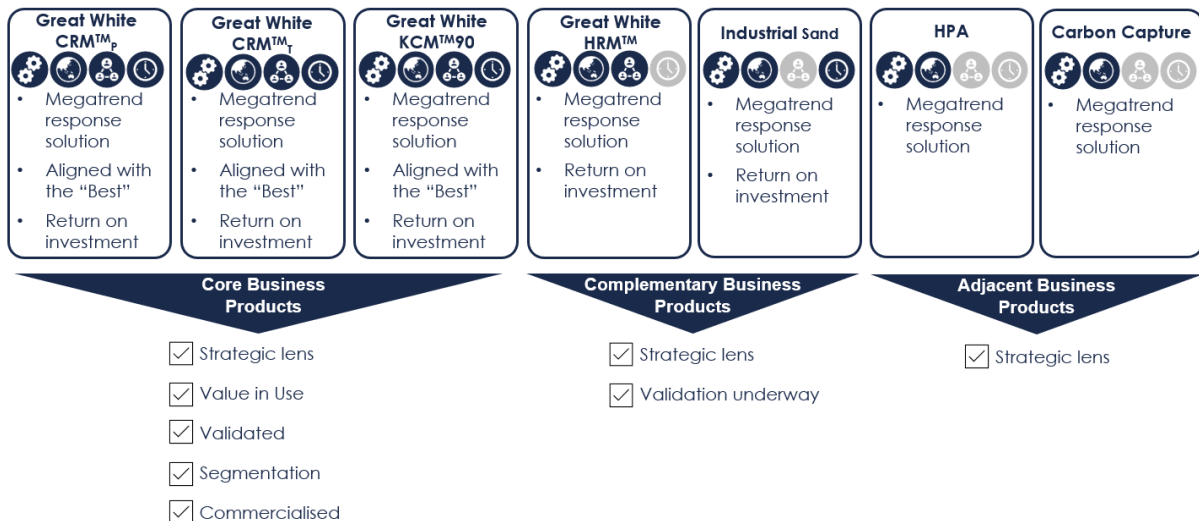 Great White
CRM™P
• Megatrend
response
solution
• Aligned with
the “Best”
• Return on
investment
Great White
CRM™T
• Megatrend
response
solution
• Aligned with
the “Best”
• Return on
investment
Great White
KCM™90
• Megatrend
response
solution
• Aligned with
the “Best”
• Return on
investment
Great White
HRM™
• Megatrend
response
solution
• Return on
investment
Industrial Sand
• Megatrend
response
solution
• Return on
investment
HPA
• Megatrend
response
solution
Carbon Capture
• Megatrend
response
solution
Core Business
Products
Strategic lens
Value in Use
Validated
Segmentation
Commercialised
Complementary Business
Products
Strategic lens
Validation underway
Adjacent Business
Products
Strategic lens